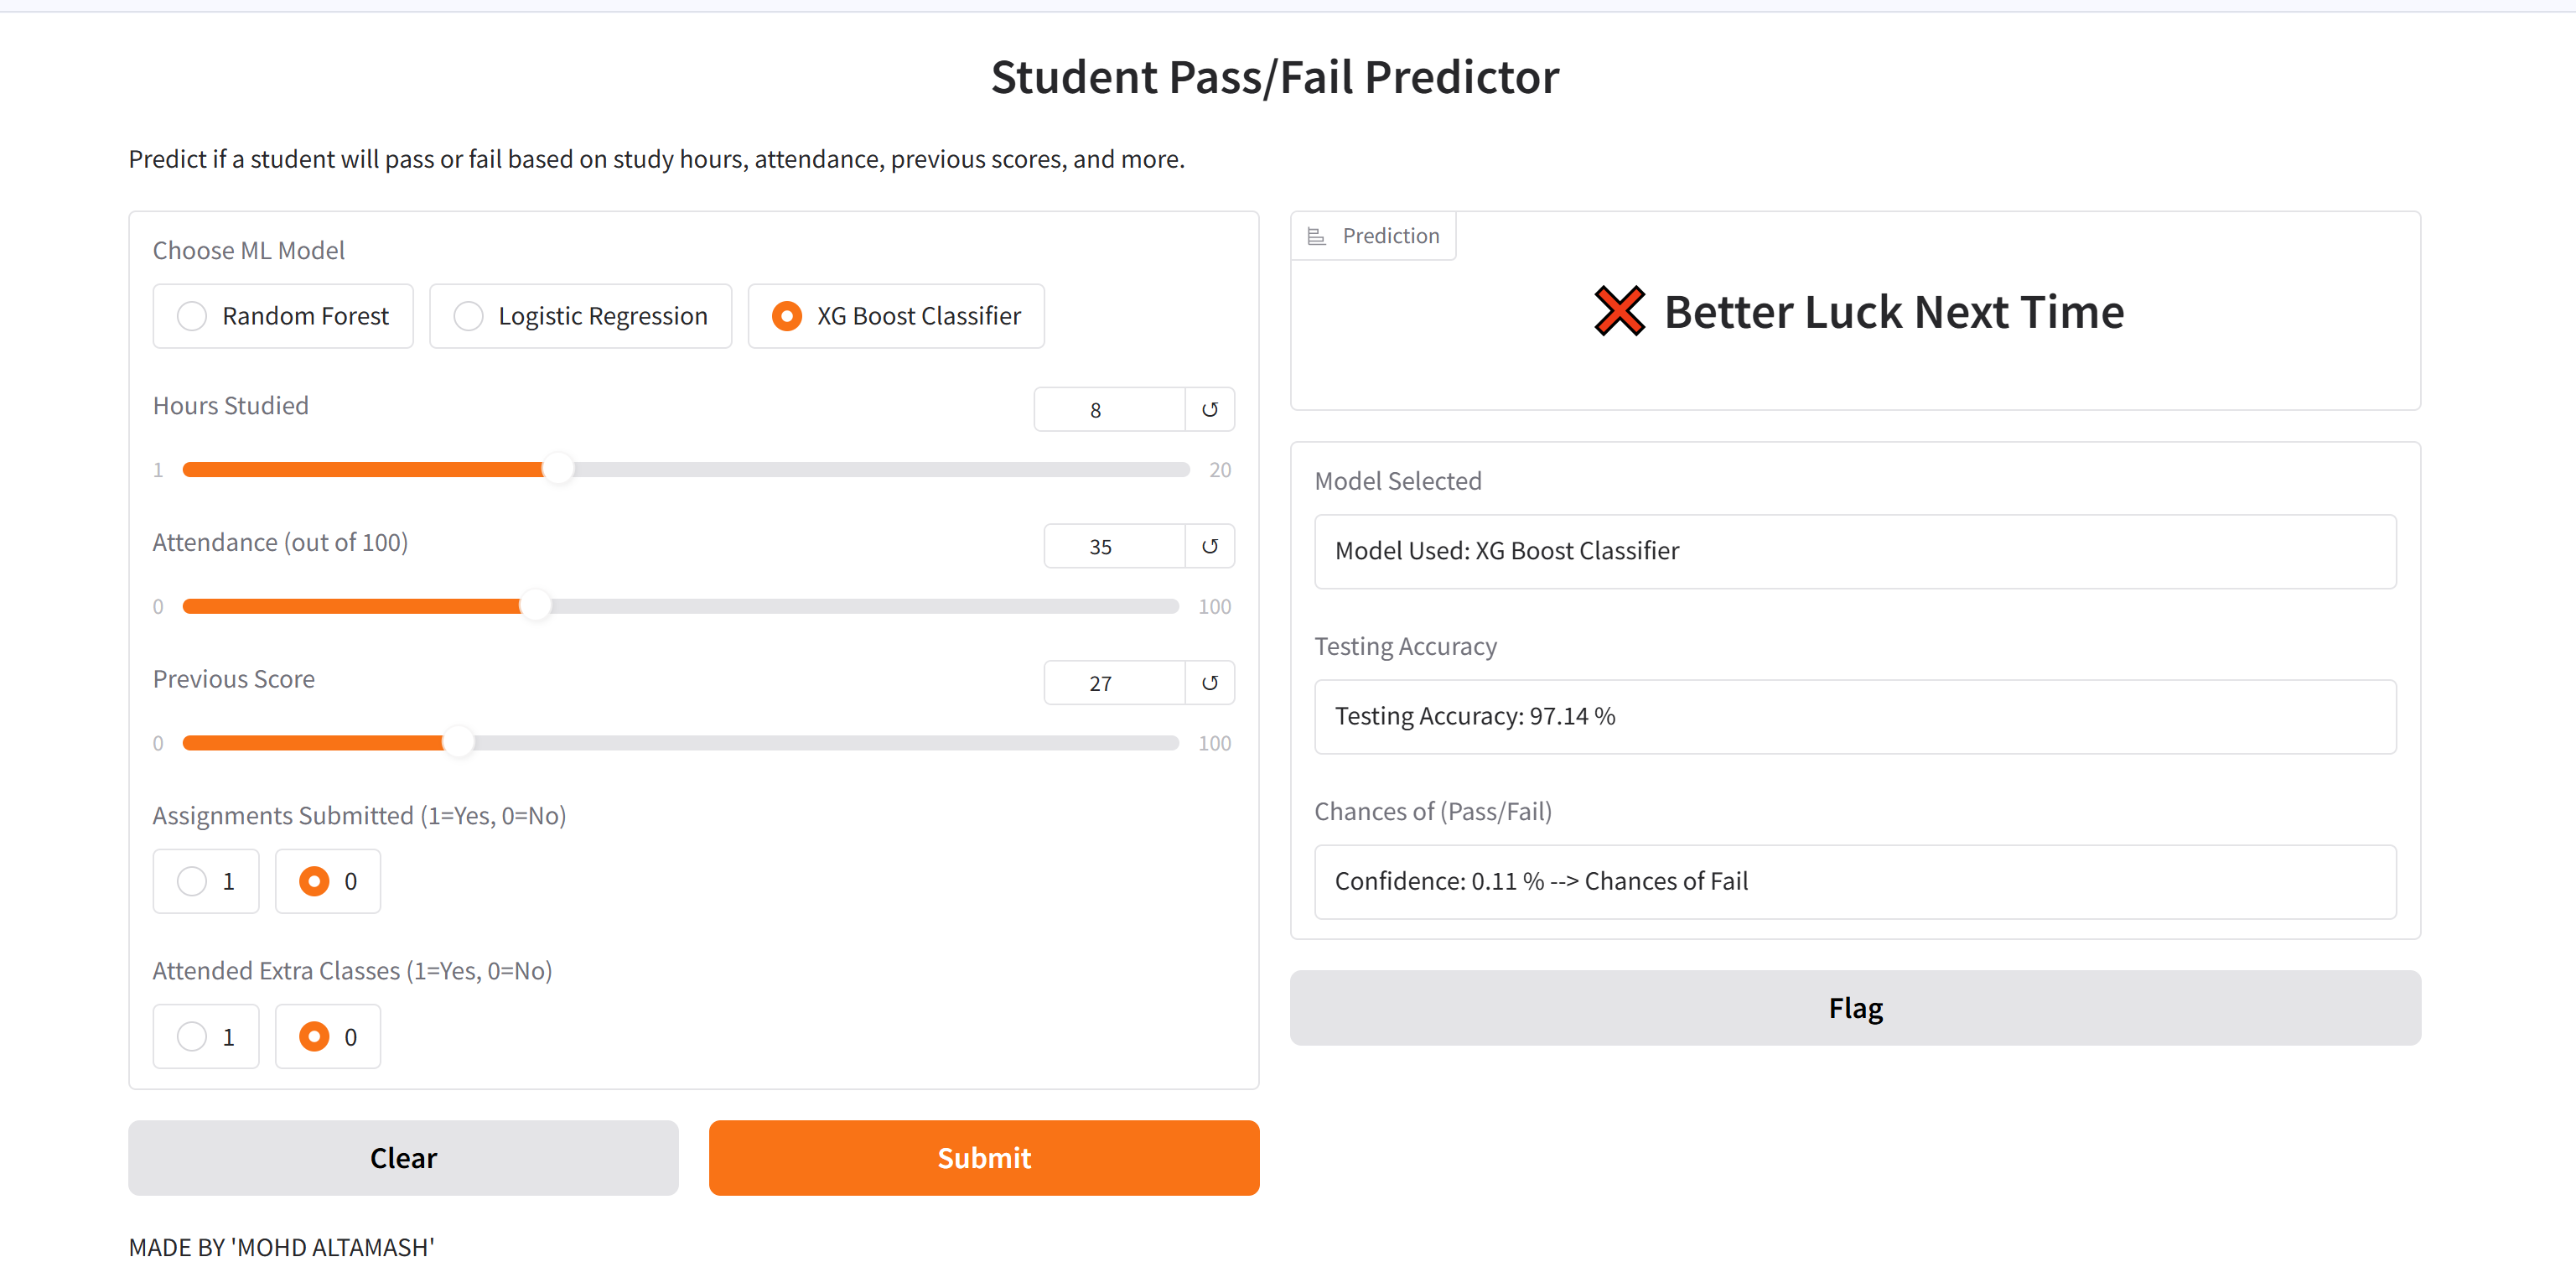 Student Pass/Fail Predictor
Predict if a student will pass or fail based on study hours, attendance, previous scores, and more.
Choose ML Model
Random Forest
Logistic Regression
XG Boost Classifier
Hours Studied
8
1
20
Attendance (out of 100)
35
0
100
Previous Score
27
0
100
Assignments Submitted (1=Yes, 0=No)
1
0
Attended Extra Classes (1=Yes, 0=No)
1
0
Clear
Submit
Prediction
❌ Better Luck Next Time
Model Selected
Model Used: XG Boost Classifier
Testing Accuracy
Testing Accuracy: 97.14 %
Chances of (Pass/Fail)
Confidence: 0.11 % --> Chances of Fail
Flag
MADE BY 'MOHD ALTAMASH'